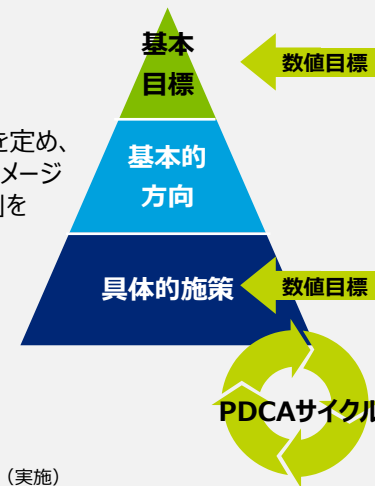 基本
目標
数値目標
を定め、
メージ
刂を
基本的
方向
具体的施策
数値目標
PDCAサイクル
（実施）